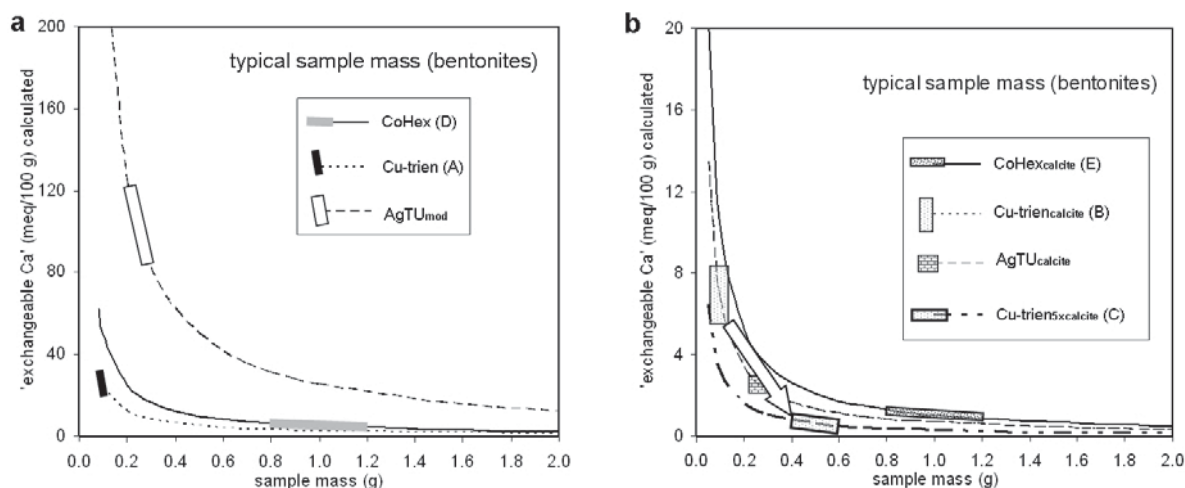 a
'exchangeable Ca' (meq/100 g) calculated
200
160
120
80
40
0
typical sample mass (bentonites)
CoHex (D)
Cu-trien (A)
AgTUmod
0.0 0.2 0.4 0.6 0.8 1.0 1.2 1.4 1.6 1.8 2.0
sample mass (g)
b
'exchangeable Ca' (meq/100 g) calculated
20
16
12
8
4
0
typical sample mass (bentonites)
CoHexcalcite (E)
Cu-triencalcite (B)
AgTUcalcite
Cu-trien5xcalcite (C)
0.0 0.2 0.4 0.6 0.8 1.0 1.2 1.4 1.6 1.8 2.0
sample mass (g)